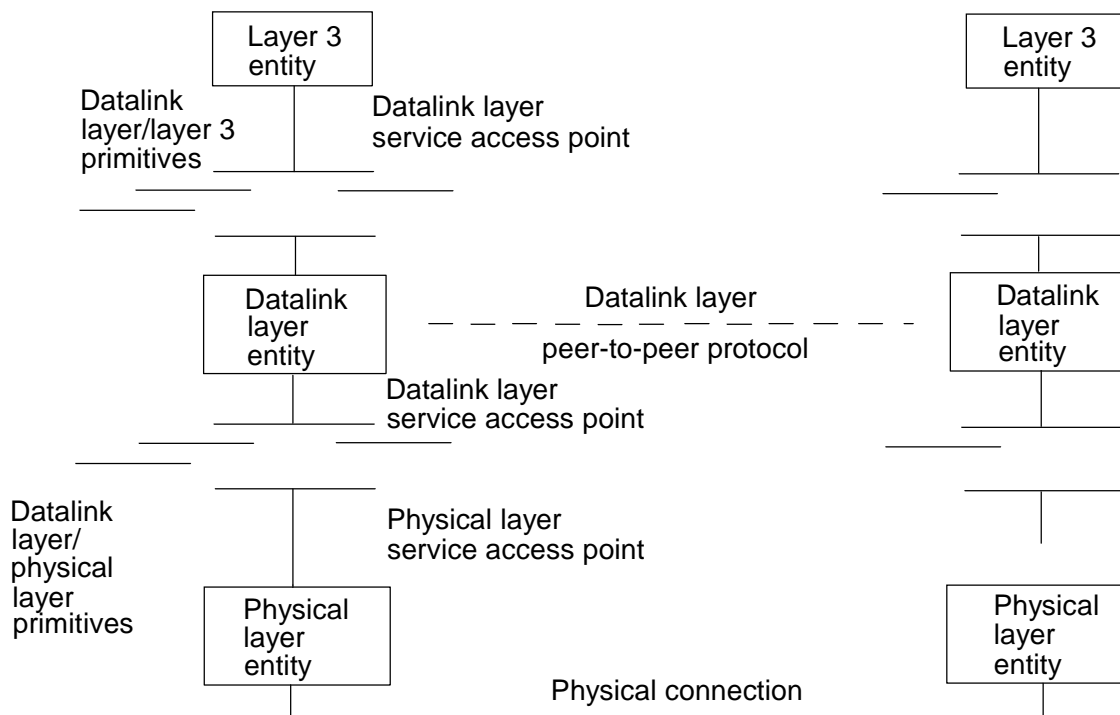 Layer 3
entity
Layer 3
entity
Datalink
layer/layer 3
primitives
Datalink layer
service access point
Datalink
layer
entity
Datalink layer
peer-to-peer protocol
Datalink
layer
entity
Datalink layer
service access point
Datalink
layer/
physical
layer
primitives
Physical layer
service access point
Physical
layer
entity
Physical
layer
entity
Physical connection